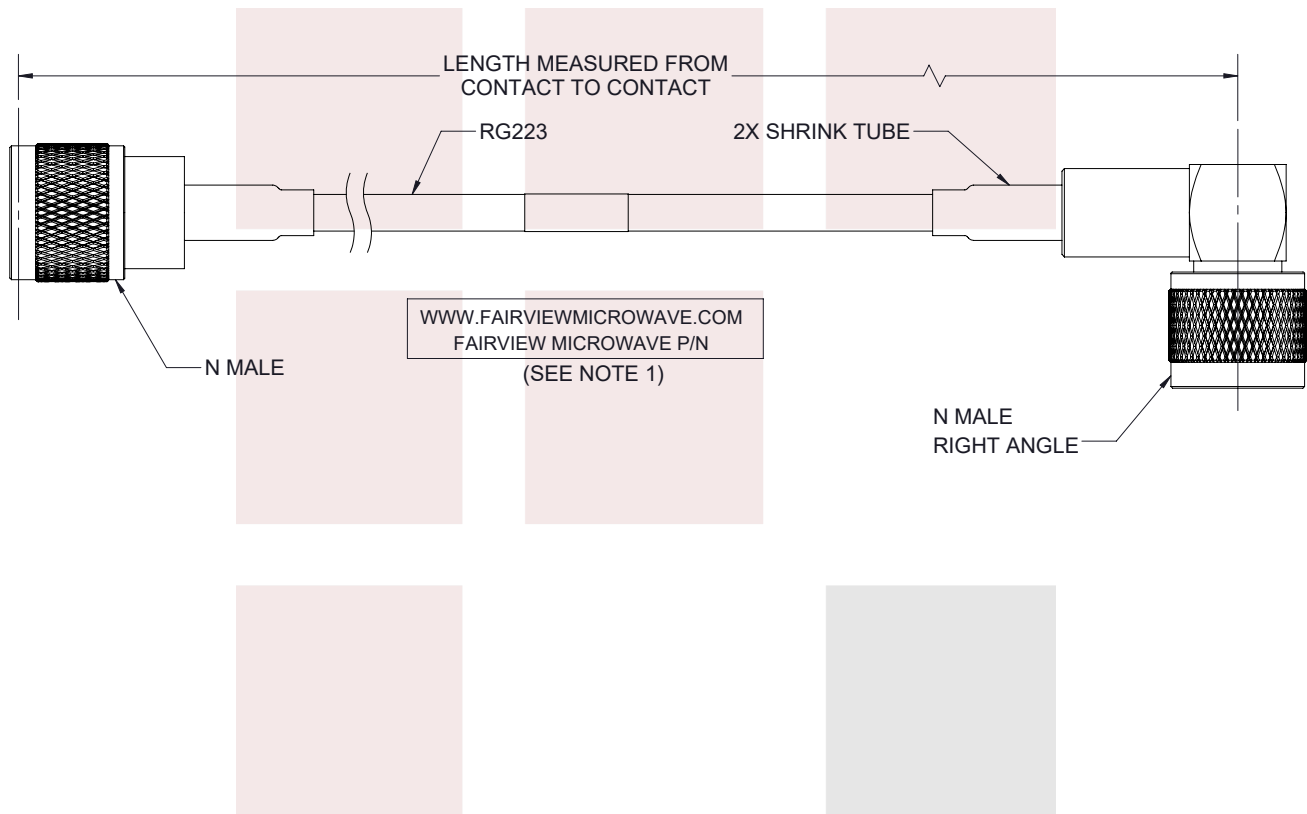 LENGTH MEASURED FROM
CONTACT TO CONTACT
RG223
2X SHRINK TUBE
WWW.FAIRVIEWMICROWAVE.COM
FAIRVIEW MICROWAVE P/N
(SEE NOTE 1)
N MALE
N MALE
RIGHT ANGLE